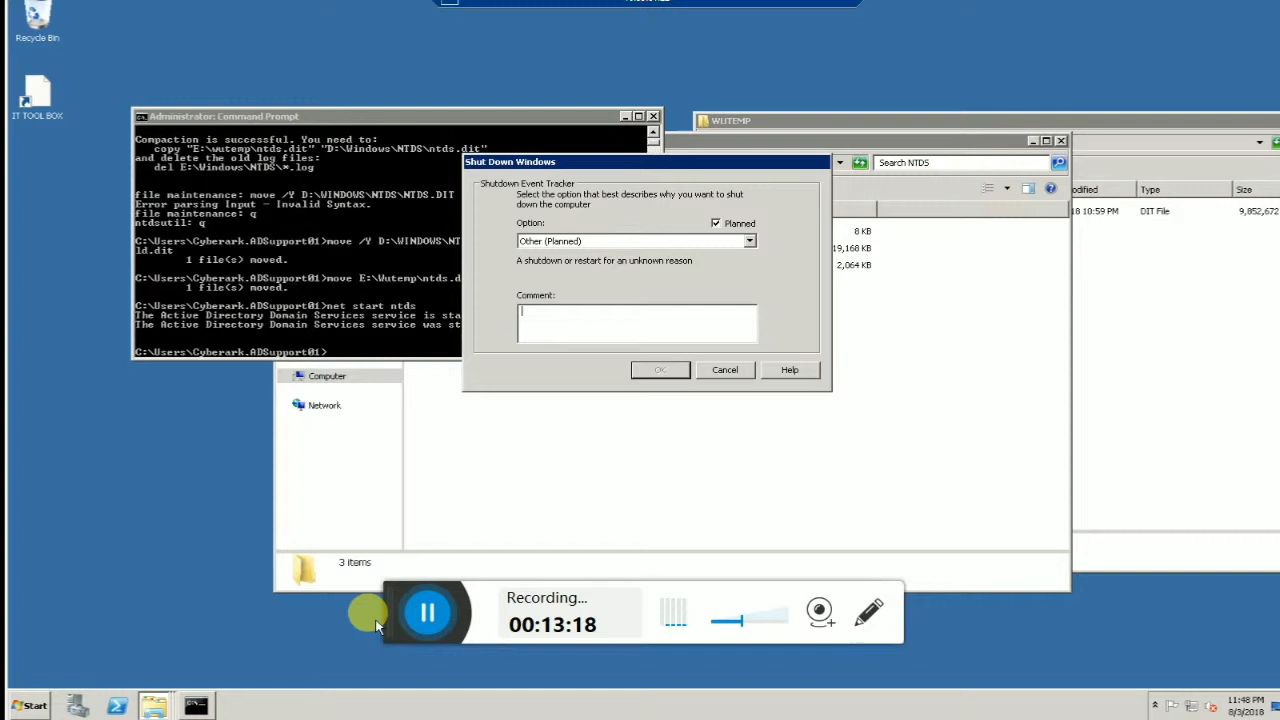 Recycle Bin
IT TOOL BOX
Administrator: Command Prompt
Compaction is successful. You need to:
copy "E:\wutemp\ntds.dit" "D:\Windows\NTDS\ntds.dit"
and delete the old log files:
del E:\Windows\NTDS\*.log
file maintenance: move /Y D:\WINDOWS\NTDS\NTDS.DIT
Error parsing Input - Invalid Syntax.
file maintenance: q
ntdsutil: q
C:\Users\Cyberark.ADSupport01>move /Y D:\WINDOWS\NT
ld.dit
1 file(s) moved.
C:\Users\Cyberark.ADSupport01>move E:\Wutemp\ntds.d
1 file(s) moved.
C:\Users\Cyberark.ADSupport01>net start ntds
The Active Directory Domain Services service is sta
The Active Directory Domain Services service was st
C:\Users\Cyberark.ADSupport01>
WUTEMP
Search NTDS
Shut Down Windows
Shutdown Event Tracker
Select the option that best describes why you want to shut
down the computer
Option:
Planned
Other (Planned)
A shutdown or restart for an unknown reason
Comment:
OK
Cancel
Help
8 KB
19,168 KB
2,064 KB
odified
Type
Size
18 10:59 PM
DIT File
9,852,672
Computer
Network
3 items
Recording...
00:13:18
Start
11:48 PM
8/3/2018